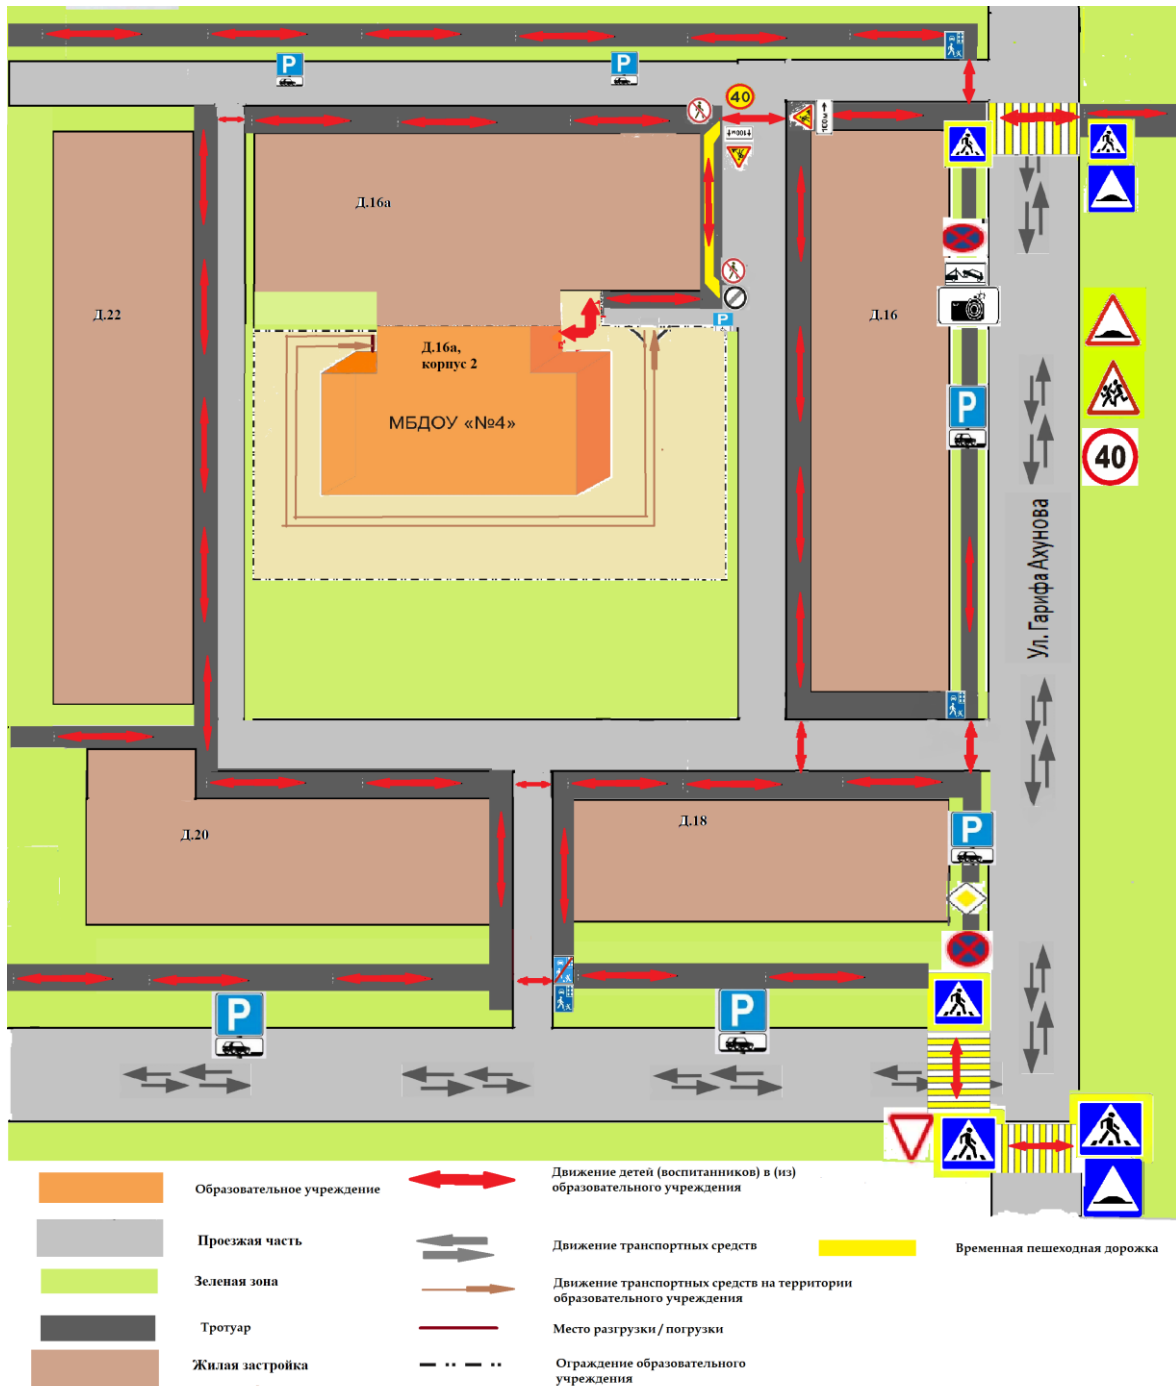 P
P
40
100м
100м
Д.16а
Д.22
Д.16
P
Д.16а,
корпус 2
МБДОУ «№4»
P
40
Ул. Гарифа Ахунова
Д.20
Д.18
P
P
P
Образовательное учреждение
Движение детей (воспитанников) в (из)
образовательного учреждения
Проезжая часть
Движение транспортных средств
Временная пешеходная дорожка
Зеленая зона
Движение транспортных средств на территории
образовательного учреждения
Тротуар
Место разгрузки / погрузки
Жилая застройка
Ограждение образовательного
учреждения